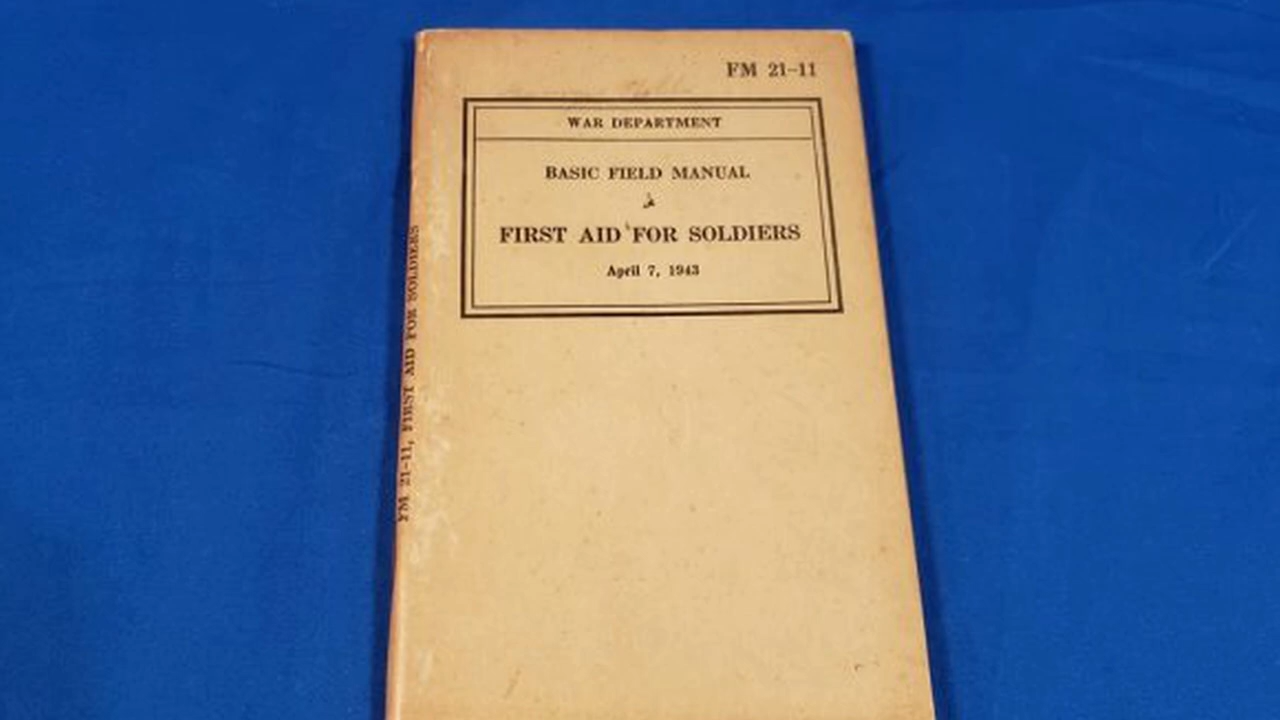 FM 21-11
WAR DEPARTMENT
BASIC FIELD MANUAL
FIRST AID FOR SOLDIERS
April 7, 1943
FM 21-11, FIRST AID FOR SOLDIERS